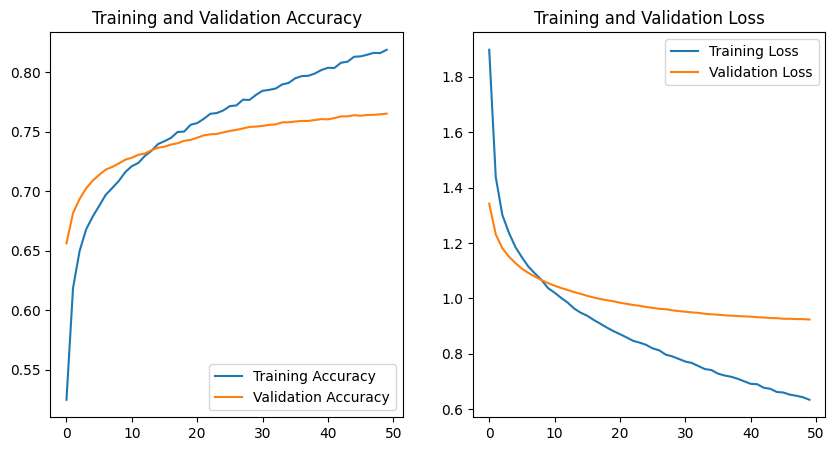 Training and Validation Accuracy
0.80
0.75
0.70
0.65
0.60
0.55
0 10 20 30 40 50
Training Accuracy
Validation Accuracy
Training and Validation Loss
1.8
1.6
1.4
1.2
1.0
0.8
0.6
0 10 20 30 40 50
Training Loss
Validation Loss